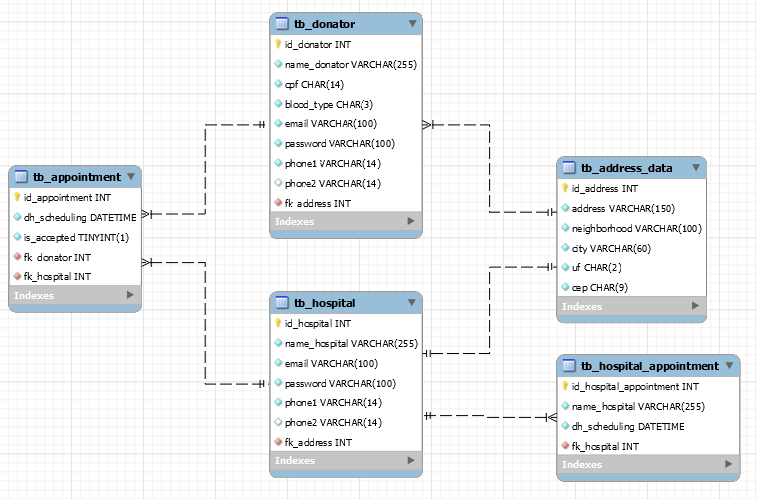 tb_donator
id_donator INT
name_donator VARCHAR(255)
cpf CHAR(14)
blood_type CHAR(3)
email VARCHAR(100)
password VARCHAR(100)
phone1 VARCHAR(14)
phone2 VARCHAR(14)
fk_address INT
Indexes
tb_appointment
id_appointment INT
dh_scheduling DATETIME
is_accepted TINYINT(1)
fk_donator INT
fk_hospital INT
Indexes
tb_address_data
id_address INT
address VARCHAR(150)
neighborhood VARCHAR(100)
city VARCHAR(60)
uf CHAR(2)
cep CHAR(9)
Indexes
tb_hospital
id_hospital INT
name_hospital VARCHAR(255)
email VARCHAR(100)
password VARCHAR(100)
phone1 VARCHAR(14)
phone2 VARCHAR(14)
fk_address INT
Indexes
tb_hospital_appointment
id_hospital_appointment INT
name_hospital VARCHAR(255)
dh_scheduling DATETIME
fk_hospital INT
Indexes